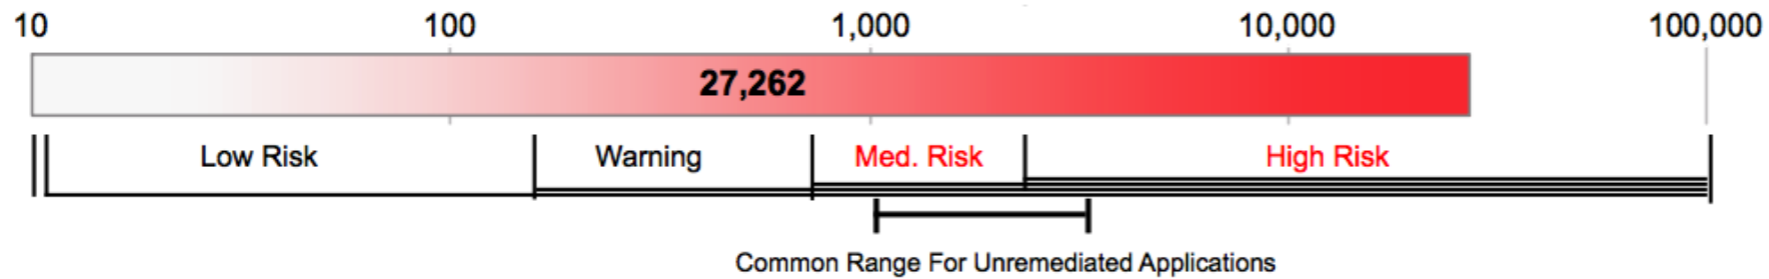 10 100 1,000 10,000 100,000
27,262
Low Risk Warning Med. Risk High Risk
Common Range For Unremediated Applications